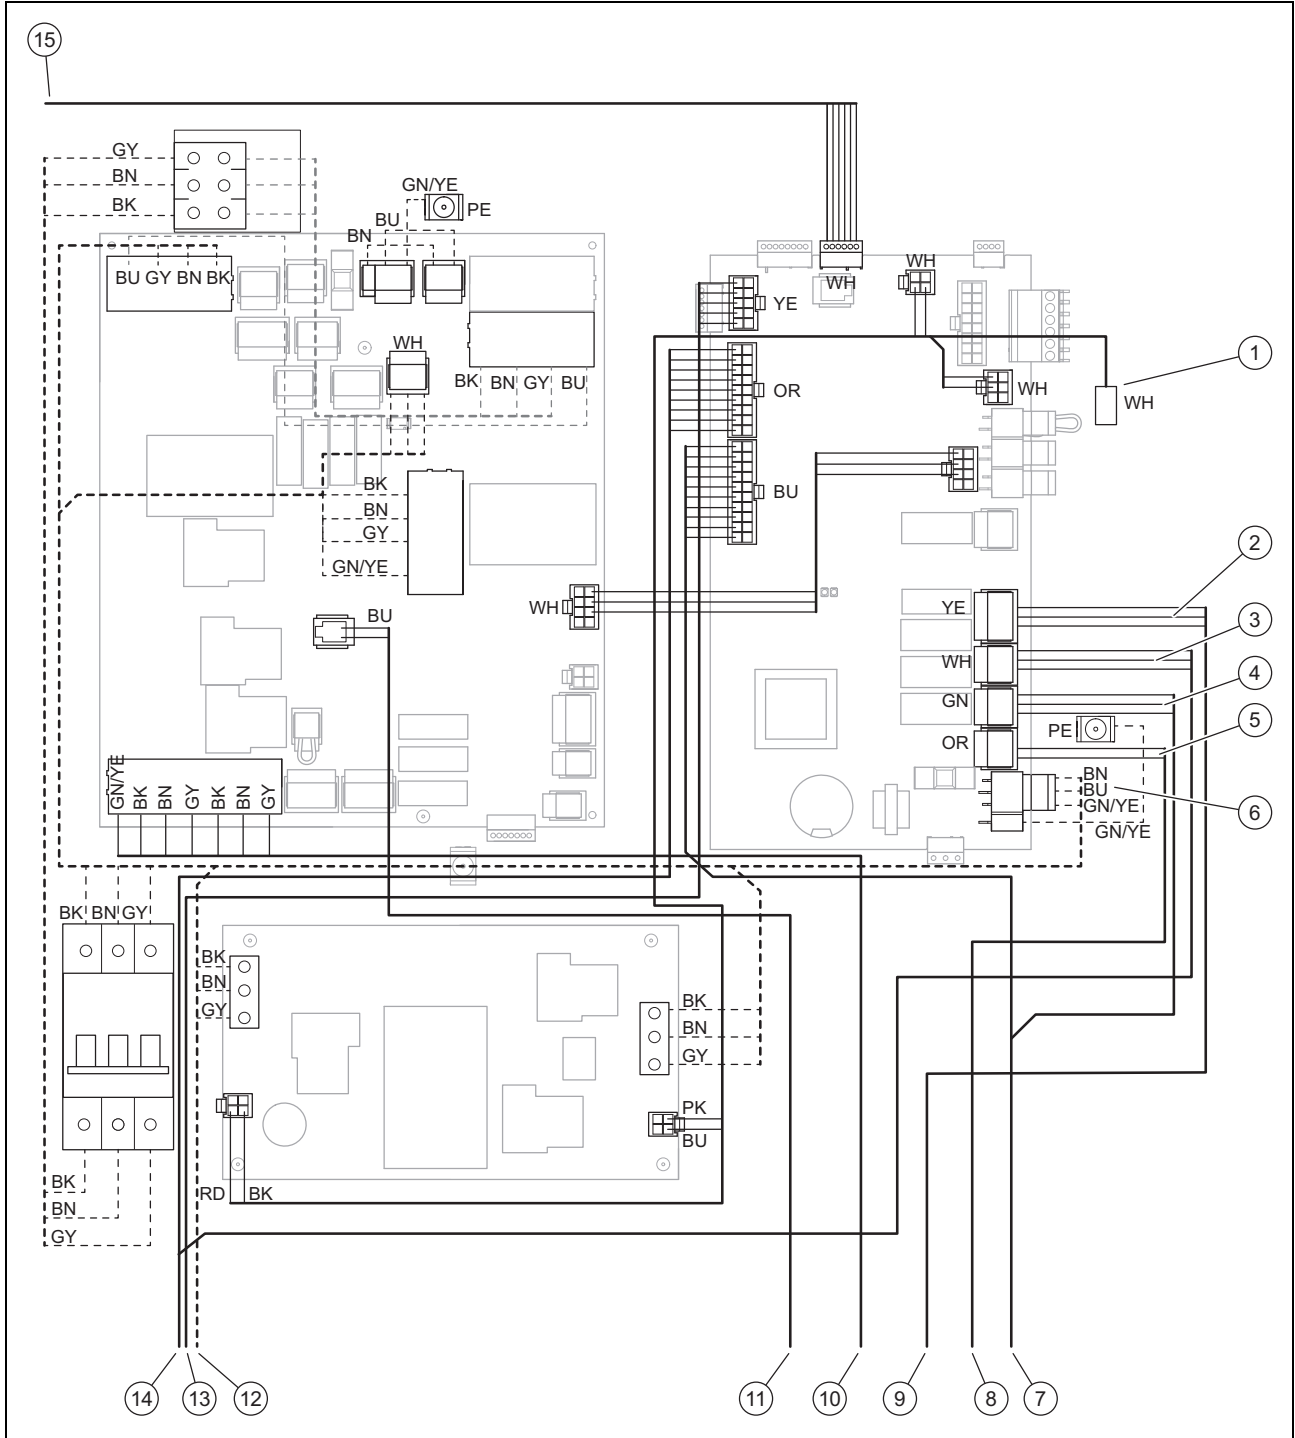 15
GY
BN
BK
GN/YE
PE
BU
BN
BU GY BN BK
WH
WH
YE
WH
BK BN GY BU
OR
WH
WH
1
BU
BK
BN
GY
GN/YE
WH
BU
2
YE
3
WH
4
GN
5
PE
OR
BN
BU
GN/YE
6
GN/YE
GN/YE BK BN GY BK BN GY
BK BN GY
BK
BN
GY
BK
BN
GY
PK
BU
RD BK
BK
BN
GY
14 13 12 11 10 9 8 7